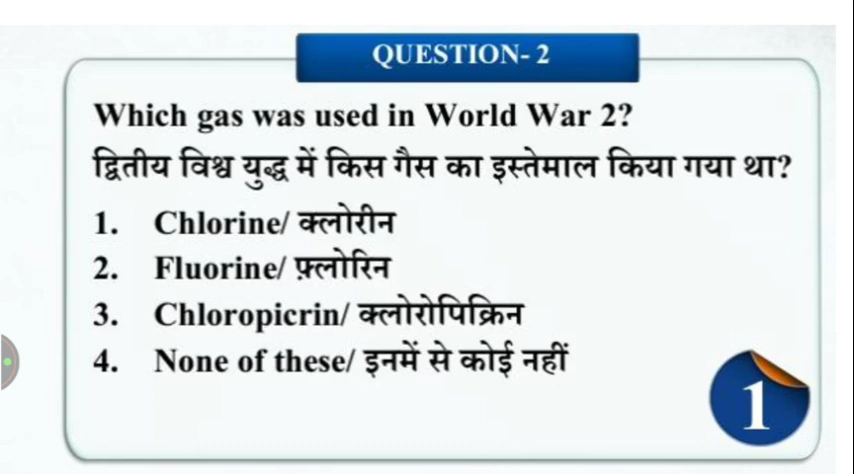 QUESTION- 2
Which gas was used in World War 2?
द्वितीय विश्व युद्ध में किस गैस का इस्तेमाल किया गया था?
1. Chlorine/ क्लोरीन
2. Fluorine/ फ़्लोरिन
3. Chloropicrin/ क्लोरोपिक्रिन
4. None of these/ इनमें से कोई नहीं
1